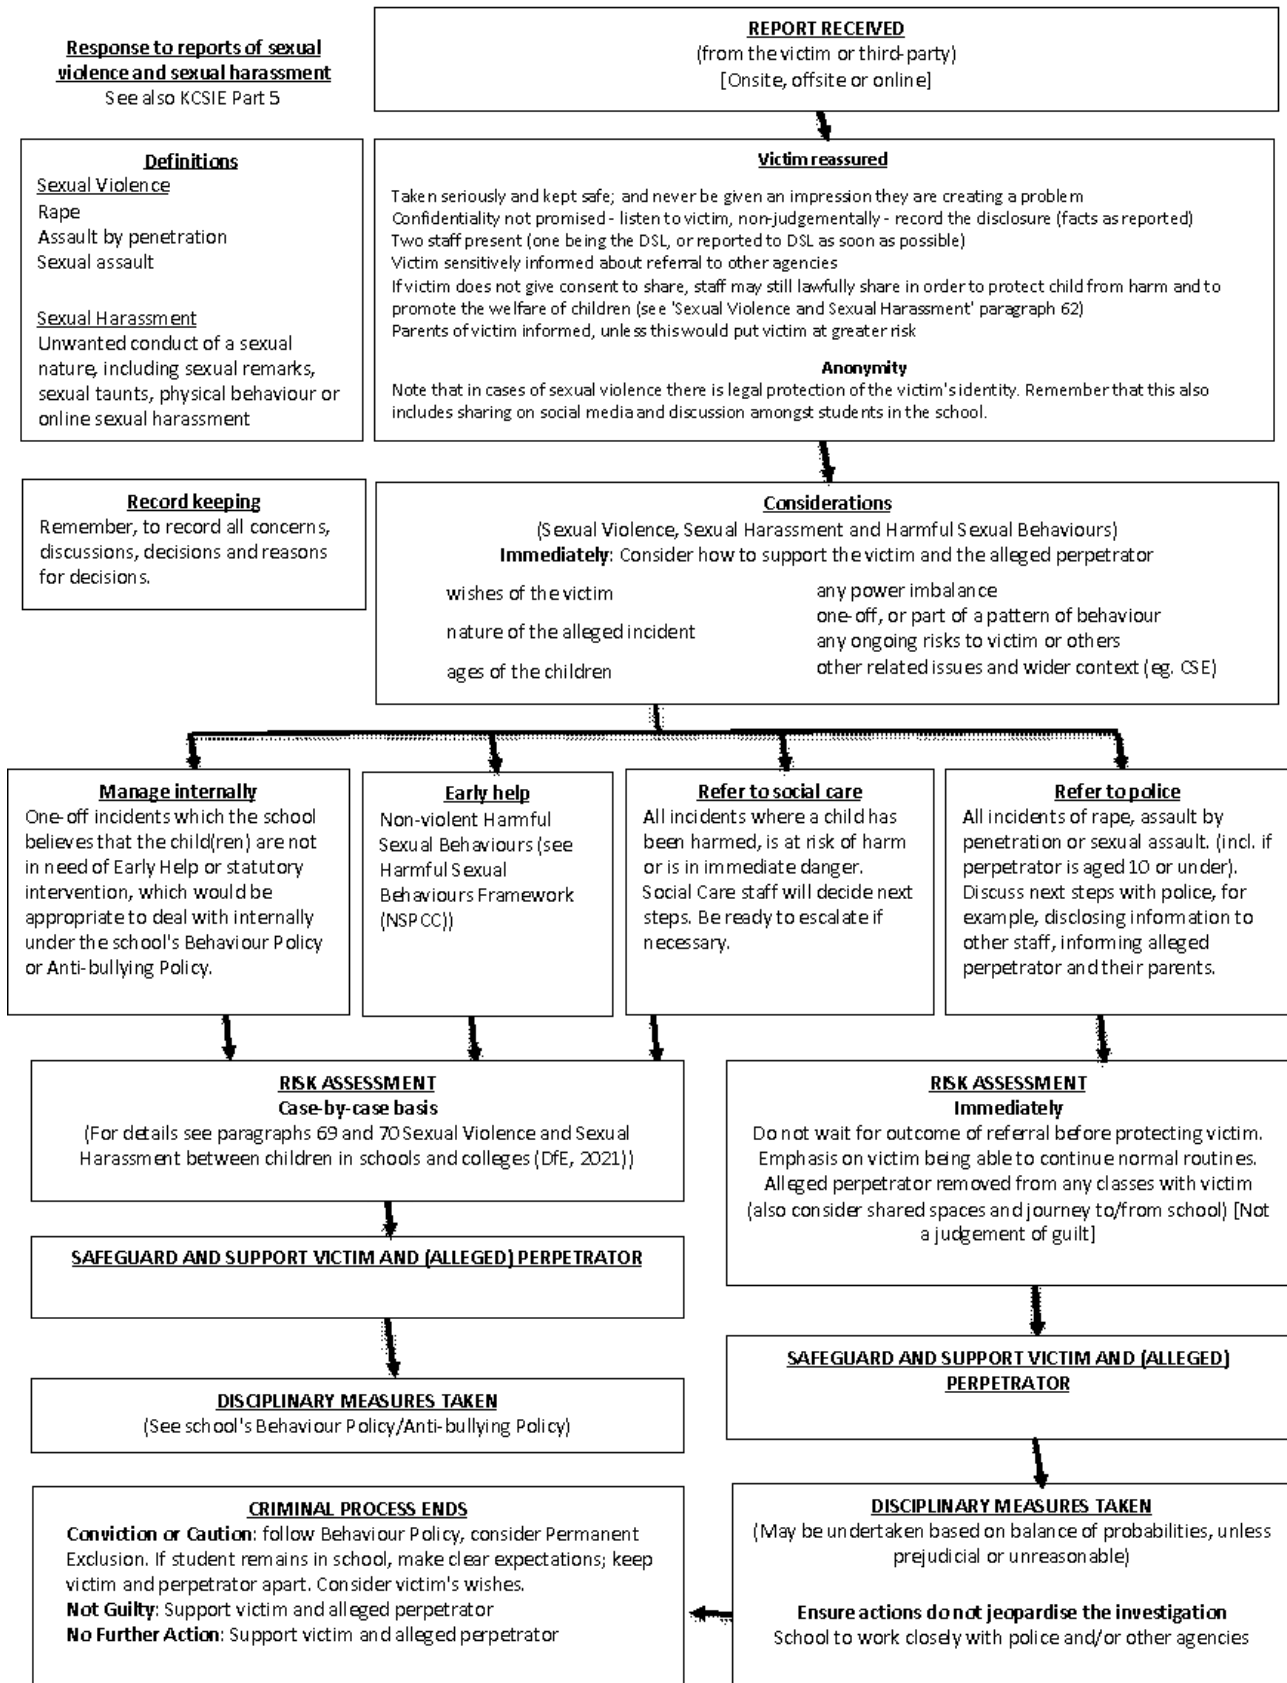 Response to reports of sexual
violence and sexual harassment
See also KCSIE Part 5
REPORT RECEIVED
(from the victim or third-party)
[Onsite, offsite or online]
Definitions
Sexual Violence
Rape
Assault by penetration
Sexual assault
Sexual Harassment
Unwanted conduct of a sexual
nature, including sexual remarks,
sexual taunts, physical behaviour or
online sexual harassment
Victim reassured
Taken seriously and kept safe; and never be given an impression they are creating a problem
Confidentiality not promised - listen to victim, non-judgementally - record the disclosure (facts as reported)
Two staff present (one being the DSL, or reported to DSL as soon as possible)
Victim sensitively informed about referral to other agencies
If victim does not give consent to share, staff may still lawfully share in order to protect child from harm and to
promote the welfare of children (see 'Sexual Violence and Sexual Harassment' paragraph 62)
Parents of victim informed, unless this would put victim at greater risk
Anonymity
Note that in cases of sexual violence there is legal protection of the victim's identity. Remember that this also
includes sharing on social media and discussion amongst students in the school.
Record keeping
Remember, to record all concerns,
discussions, decisions and reasons
for decisions.
Considerations
(Sexual Violence, Sexual Harassment and Harmful Sexual Behaviours)
Immediately: Consider how to support the victim and the alleged perpetrator
wishes of the victim
nature of the alleged incident
ages of the children
any power imbalance
one-off, or part of a pattern of behaviour
any ongoing risks to victim or others
other related issues and wider context (eg. CSE)
Manage internally
One-off incidents which the school
believes that the child(ren) are not
in need of Early Help or statutory
intervention, which would be
appropriate to deal with internally
under the school's Behaviour Policy
or Anti-bullying Policy.
Early help
Non-violent Harmful
Sexual Behaviours (see
Harmful Sexual
Behaviours Framework
(NSPCC))
Refer to social care
All incidents where a child has
been harmed, is at risk of harm
or is in immediate danger.
Social Care staff will decide next
steps. Be ready to escalate if
necessary.
Refer to police
All incidents of rape, assault by
penetration or sexual assault. (incl. if
perpetrator is aged 10 or under).
Discuss next steps with police, for
example, disclosing information to
other staff, informing alleged
perpetrator and their parents.
RISK ASSESSMENT
Case-by-case basis
(For details see paragraphs 69 and 70 Sexual Violence and Sexual
Harassment between children in schools and colleges (DfE, 2021))
SAFEGUARD AND SUPPORT VICTIM AND (ALLEGED) PERPETRATOR
DISCIPLINARY MEASURES TAKEN
(See school's Behaviour Policy/Anti-bullying Policy)
RISK ASSESSMENT
Immediately
Do not wait for outcome of referral before protecting victim.
Emphasis on victim being able to continue normal routines.
Alleged perpetrator removed from any classes with victim
(also consider shared spaces and journey to/from school) [Not
a judgement of guilt]
SAFEGUARD AND SUPPORT VICTIM AND (ALLEGED)
PERPETRATOR
DISCIPLINARY MEASURES TAKEN
(May be undertaken based on balance of probabilities, unless
prejudicial or unreasonable)
Ensure actions do not jeopardise the investigation
School to work closely with police and/or other agencies
CRIMINAL PROCESS ENDS
Conviction or Caution: follow Behaviour Policy, consider Permanent
Exclusion. If student remains in school, make clear expectations; keep
victim and perpetrator apart. Consider victim's wishes.
Not Guilty: Support victim and alleged perpetrator
No Further Action: Support victim and alleged perpetrator